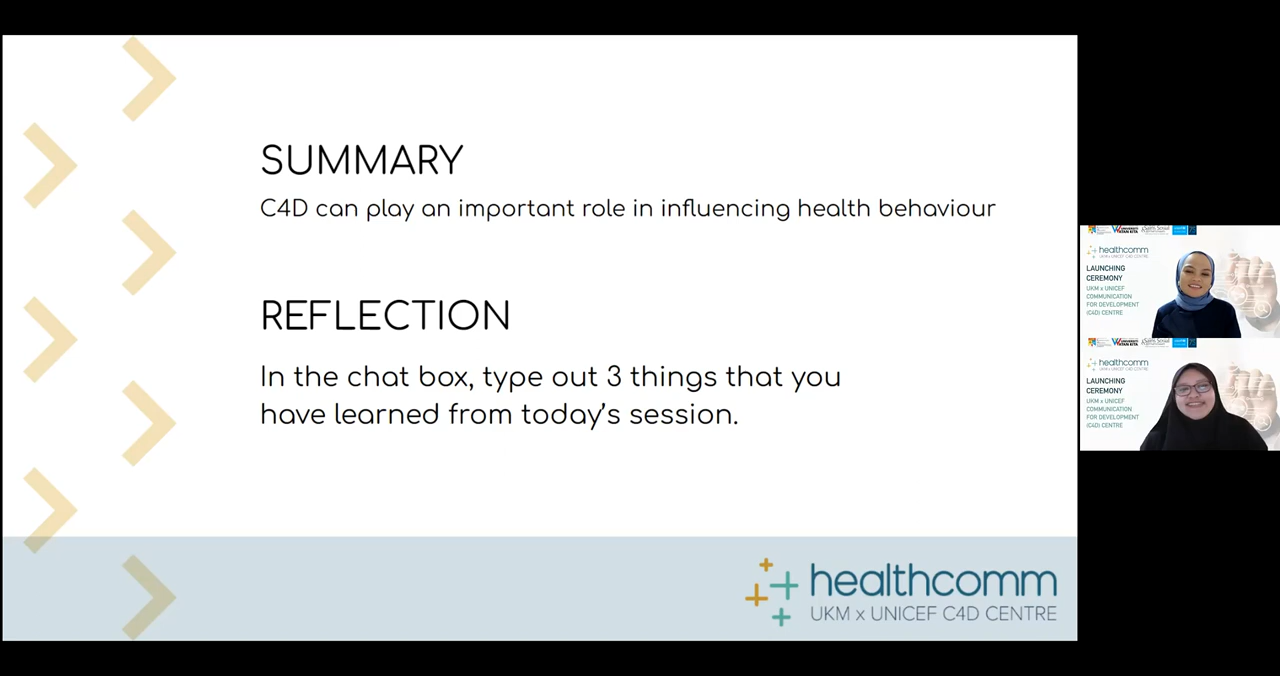 SUMMARY
C4D can play an important role in influencing health behaviour
REFLECTION
In the chat box, type out 3 things that you
have learned from today's session.
healthcomm
UKM x UNICEF C4D CENTRE
healthcomm
UKM x UNICEF C4D CENTRE
LAUNCHING
CEREMONY
UKM x UNICEF
COMMUNICATION
FOR DEVELOPMENT
(C4D) CENTRE
healthcomm
UKM x UNICEF C4D CENTRE
LAUNCHING
CEREMONY
UKM x UNICEF
COMMUNICATION
FOR DEVELOPMENT
(C4D) CENTRE